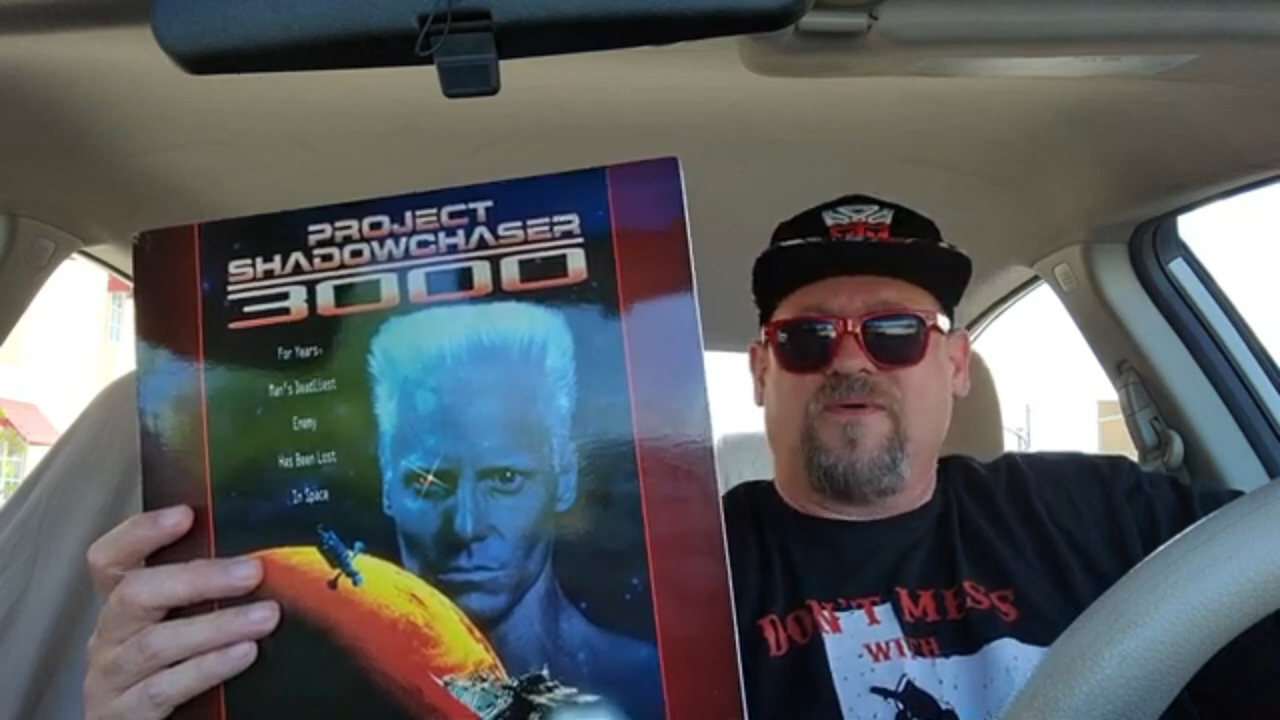 PROJECT
SHADOWCHASER
3000
For Years,
Man's Deadliest
Enemy
Has Been Lost
In Space
DON'T MESS
WITH